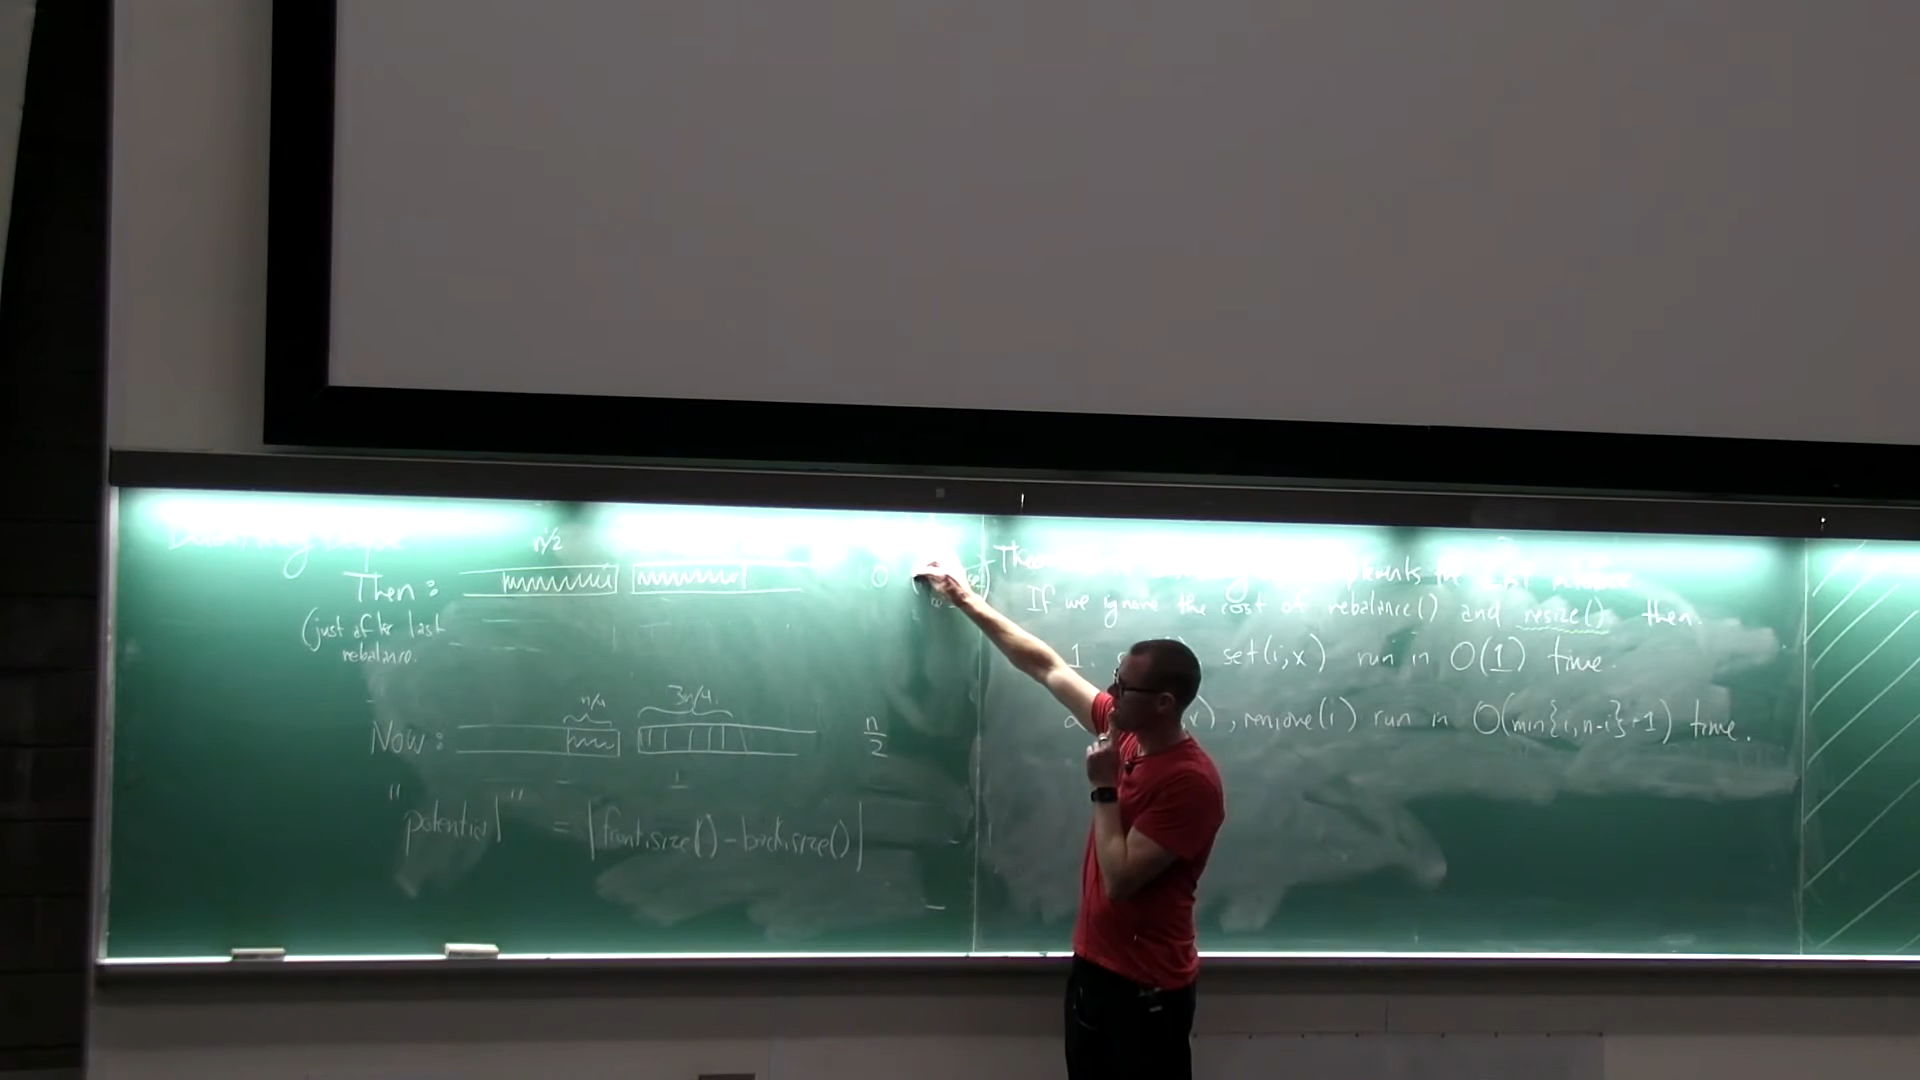 n/2
Then:
(just after last
rebalance.
n/4
3n/4
Now:
n/2
"potential" = |front.size() - back.size()|
If we ignore the cost of rebalance() and resize() then
1. set(i,x) run in O(1) time.
,remove(i) run in O(min{i,n-i}+1) time.